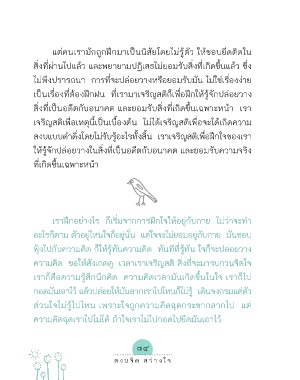 แต่คนเรามักถูกฝึกมาเป็นนิสัยโดยไม่รู้ตัว ให้ชอบยึดติดใน
สิ่งที่ผ่านไปแล้ว และพยายามปฏิเสธไม่ยอมรับสิ่งที่เกิดขึ้นแล้ว ซึ่ง
ไม่พึงปรารถนา การที่จะปล่อยวางหรือยอมรับมัน ไม่ใช่เรื่องง่าย
เป็นเรื่องที่ต้องฝึกฝน ที่เรามาเจริญสติก็เพื่อฝึกให้รู้จักปล่อยวาง
สิ่งที่เป็นอดีตกับอนาคต และยอมรับสิ่งที่เกิดขึ้นเฉพาะหน้า เรา
เจริญสติเพื่อเหตุนี้เป็นเบื้องต้น ไม่ได้เจริญสติเพื่อจะได้เกิดความ
สงบแบบดำดิ่งโดยไม่รับรู้อะไรทั้งสิ้น เราเจริญสติเพื่อฝึกใจของเรา
ให้รู้จักปล่อยวางในสิ่งที่เป็นอดีตกับอนาคต และยอมรับความจริง
ที่เกิดขึ้นเฉพาะหน้า
เราฝึกอย่างไร ก็เริ่มจากการฝึกใจให้อยู่กับกาย ไม่ว่าจะทำ
อะไรก็ตาม ตัวอยู่ไหนใจก็อยู่นั่น แต่ใจจะไม่ยอมอยู่กับกาย มันชอบ
ฟุ้งไปกับความคิด ก็ให้รู้ทันความคิด ทันทีที่รู้ทัน ใจก็จะปล่อยวาง
ความคิด ขอให้สังเกตดู เวลาเราเจริญสติ สิ่งที่จะมารบกวนจิตใจ
เราก็คือความรู้สึกนึกคิด ความคิดเวลามันเกิดขึ้นในใจ เราก็ไป
กอดมันเอาไว้ แล้วปล่อยให้มันลากเราไปไหนก็ไม่รู้ เดินจงกรมแต่ตัว
ส่วนใจไม่รู้ไปไหน เพราะใจถูกความคิดฉุดกระชากลากไป แต่
ความคิดฉุดเราไปไม่ได้ ถ้าใจเราไม่ไปกอดไปยึดมันเอาไว้
๗๔
สงบจิต สว่างใจ